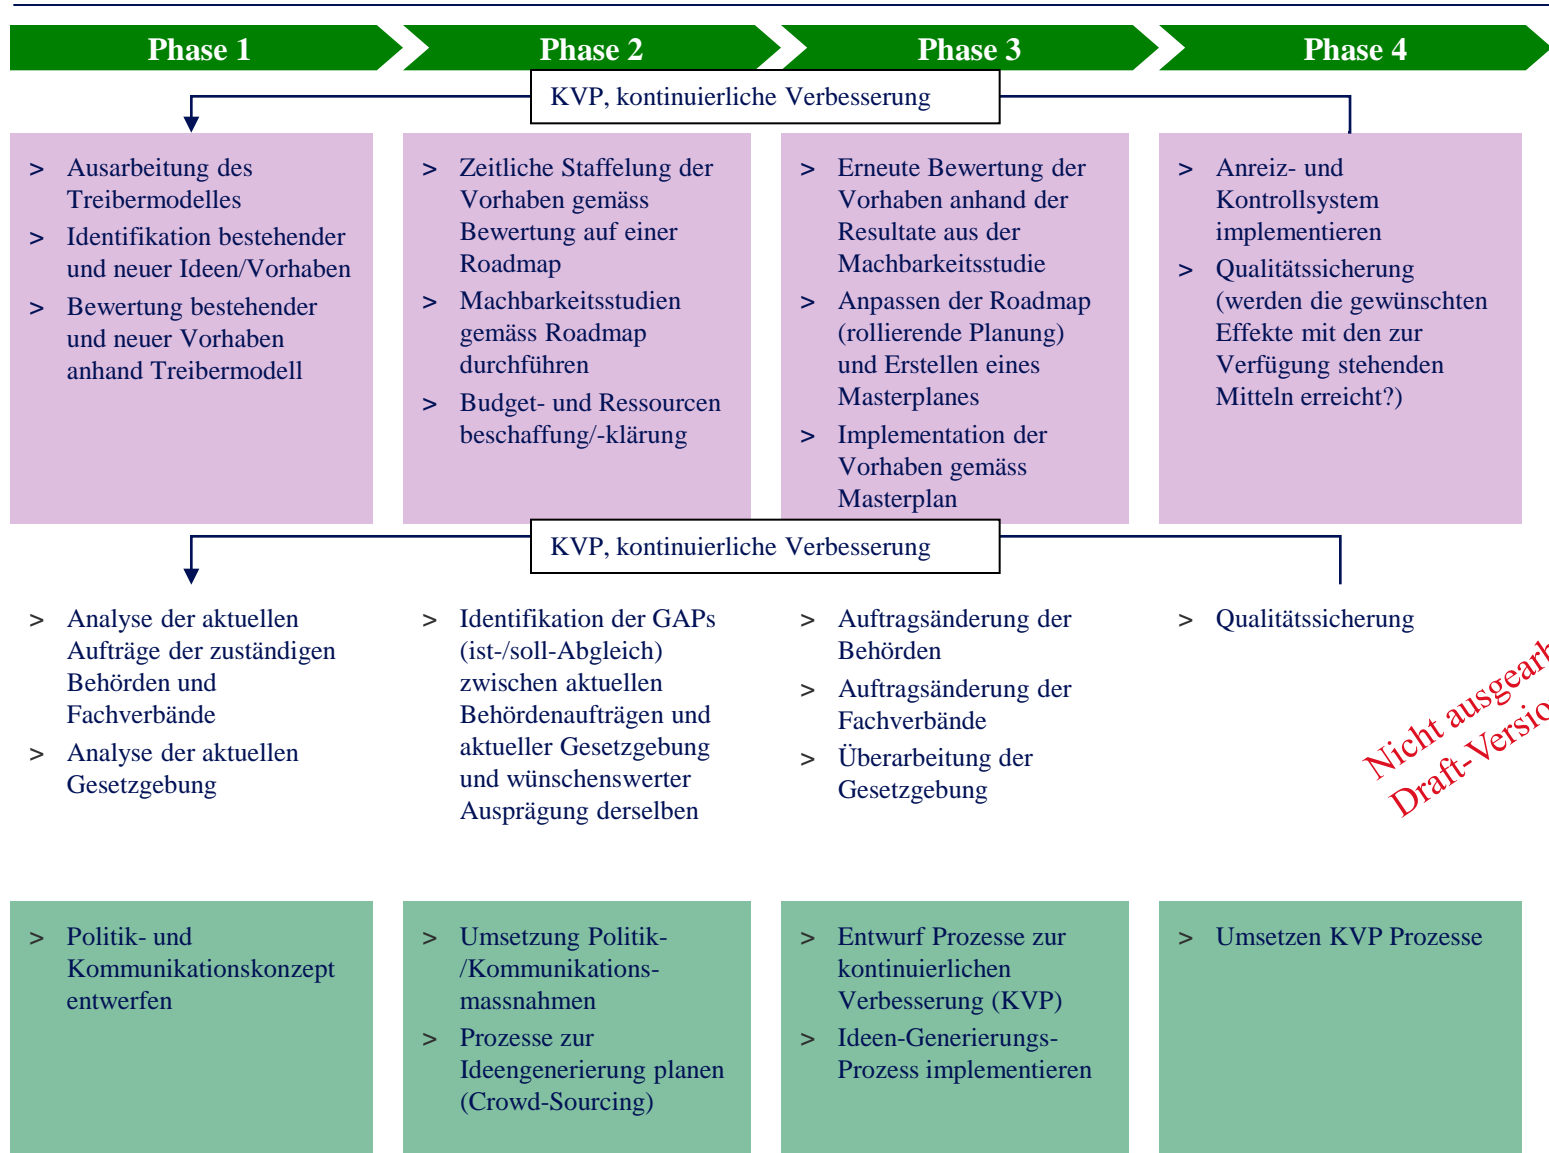 Phase 1
Phase 2
Phase 3
Phase 4
KVP, kontinuierliche Verbesserung
> Ausarbeitung des
Treibermodelles
> Identifikation bestehender
und neuer Ideen/Vorhaben
> Bewertung bestehender
und neuer Vorhaben
anhand Treibermodell
> Zeitliche Staffelung der
Vorhaben gemäss
Bewertung auf einer
Roadmap
> Machbarkeitsstudien
gemäss Roadmap
durchführen
> Budget- und Ressourcen
beschaffung/-klärung
> Erneute Bewertung der
Vorhaben anhand der
Resultate aus der
Machbarkeitsstudie
> Anpassen der Roadmap
(rollierende Planung)
und Erstellen eines
Masterplanes
> Implementation der
Vorhaben gemäss
Masterplan
> Anreiz- und
Kontrollsystem
implementieren
> Qualitätssicherung
(werden die gewünschten
Effekte mit den zur
Verfügung stehenden
Mitteln erreicht?)
KVP, kontinuierliche Verbesserung
> Analyse der aktuellen
Aufträge der zuständigen
Behörden und
Fachverbände
> Analyse der aktuellen
Gesetzgebung
> Identifikation der GAPs
(ist-/soll-Abgleich)
zwischen aktuellen
Behördenaufträgen und
aktueller Gesetzgebung
und wünschenswerter
Ausprägung derselben
> Auftragsänderung der
Behörden
> Auftragsänderung der
Fachverbände
> Überarbeitung der
Gesetzgebung
> Qualitätssicherung
Nicht
> Politik- und
Kommunikationskonzept
entwerfen
> Umsetzung Politik-
/Kommunikations-
massnahmen
> Prozesse zur
Ideengenerierung planen
(Crowd-Sourcing)
> Entwurf Prozesse zur
kontinuierlichen
Verbesserung (KVP)
> Ideen-Generierungs-
Prozess implementieren
> Umsetzen KVP Prozesse